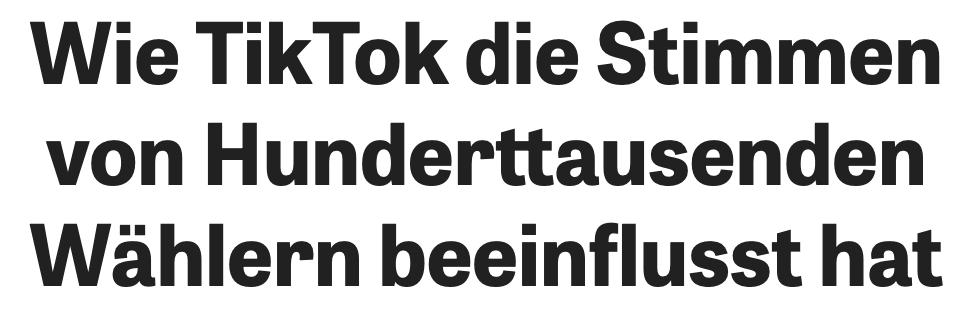 Wie TikTok die Stimmen
von Hunderttausenden
Wählern beeinflusst hat